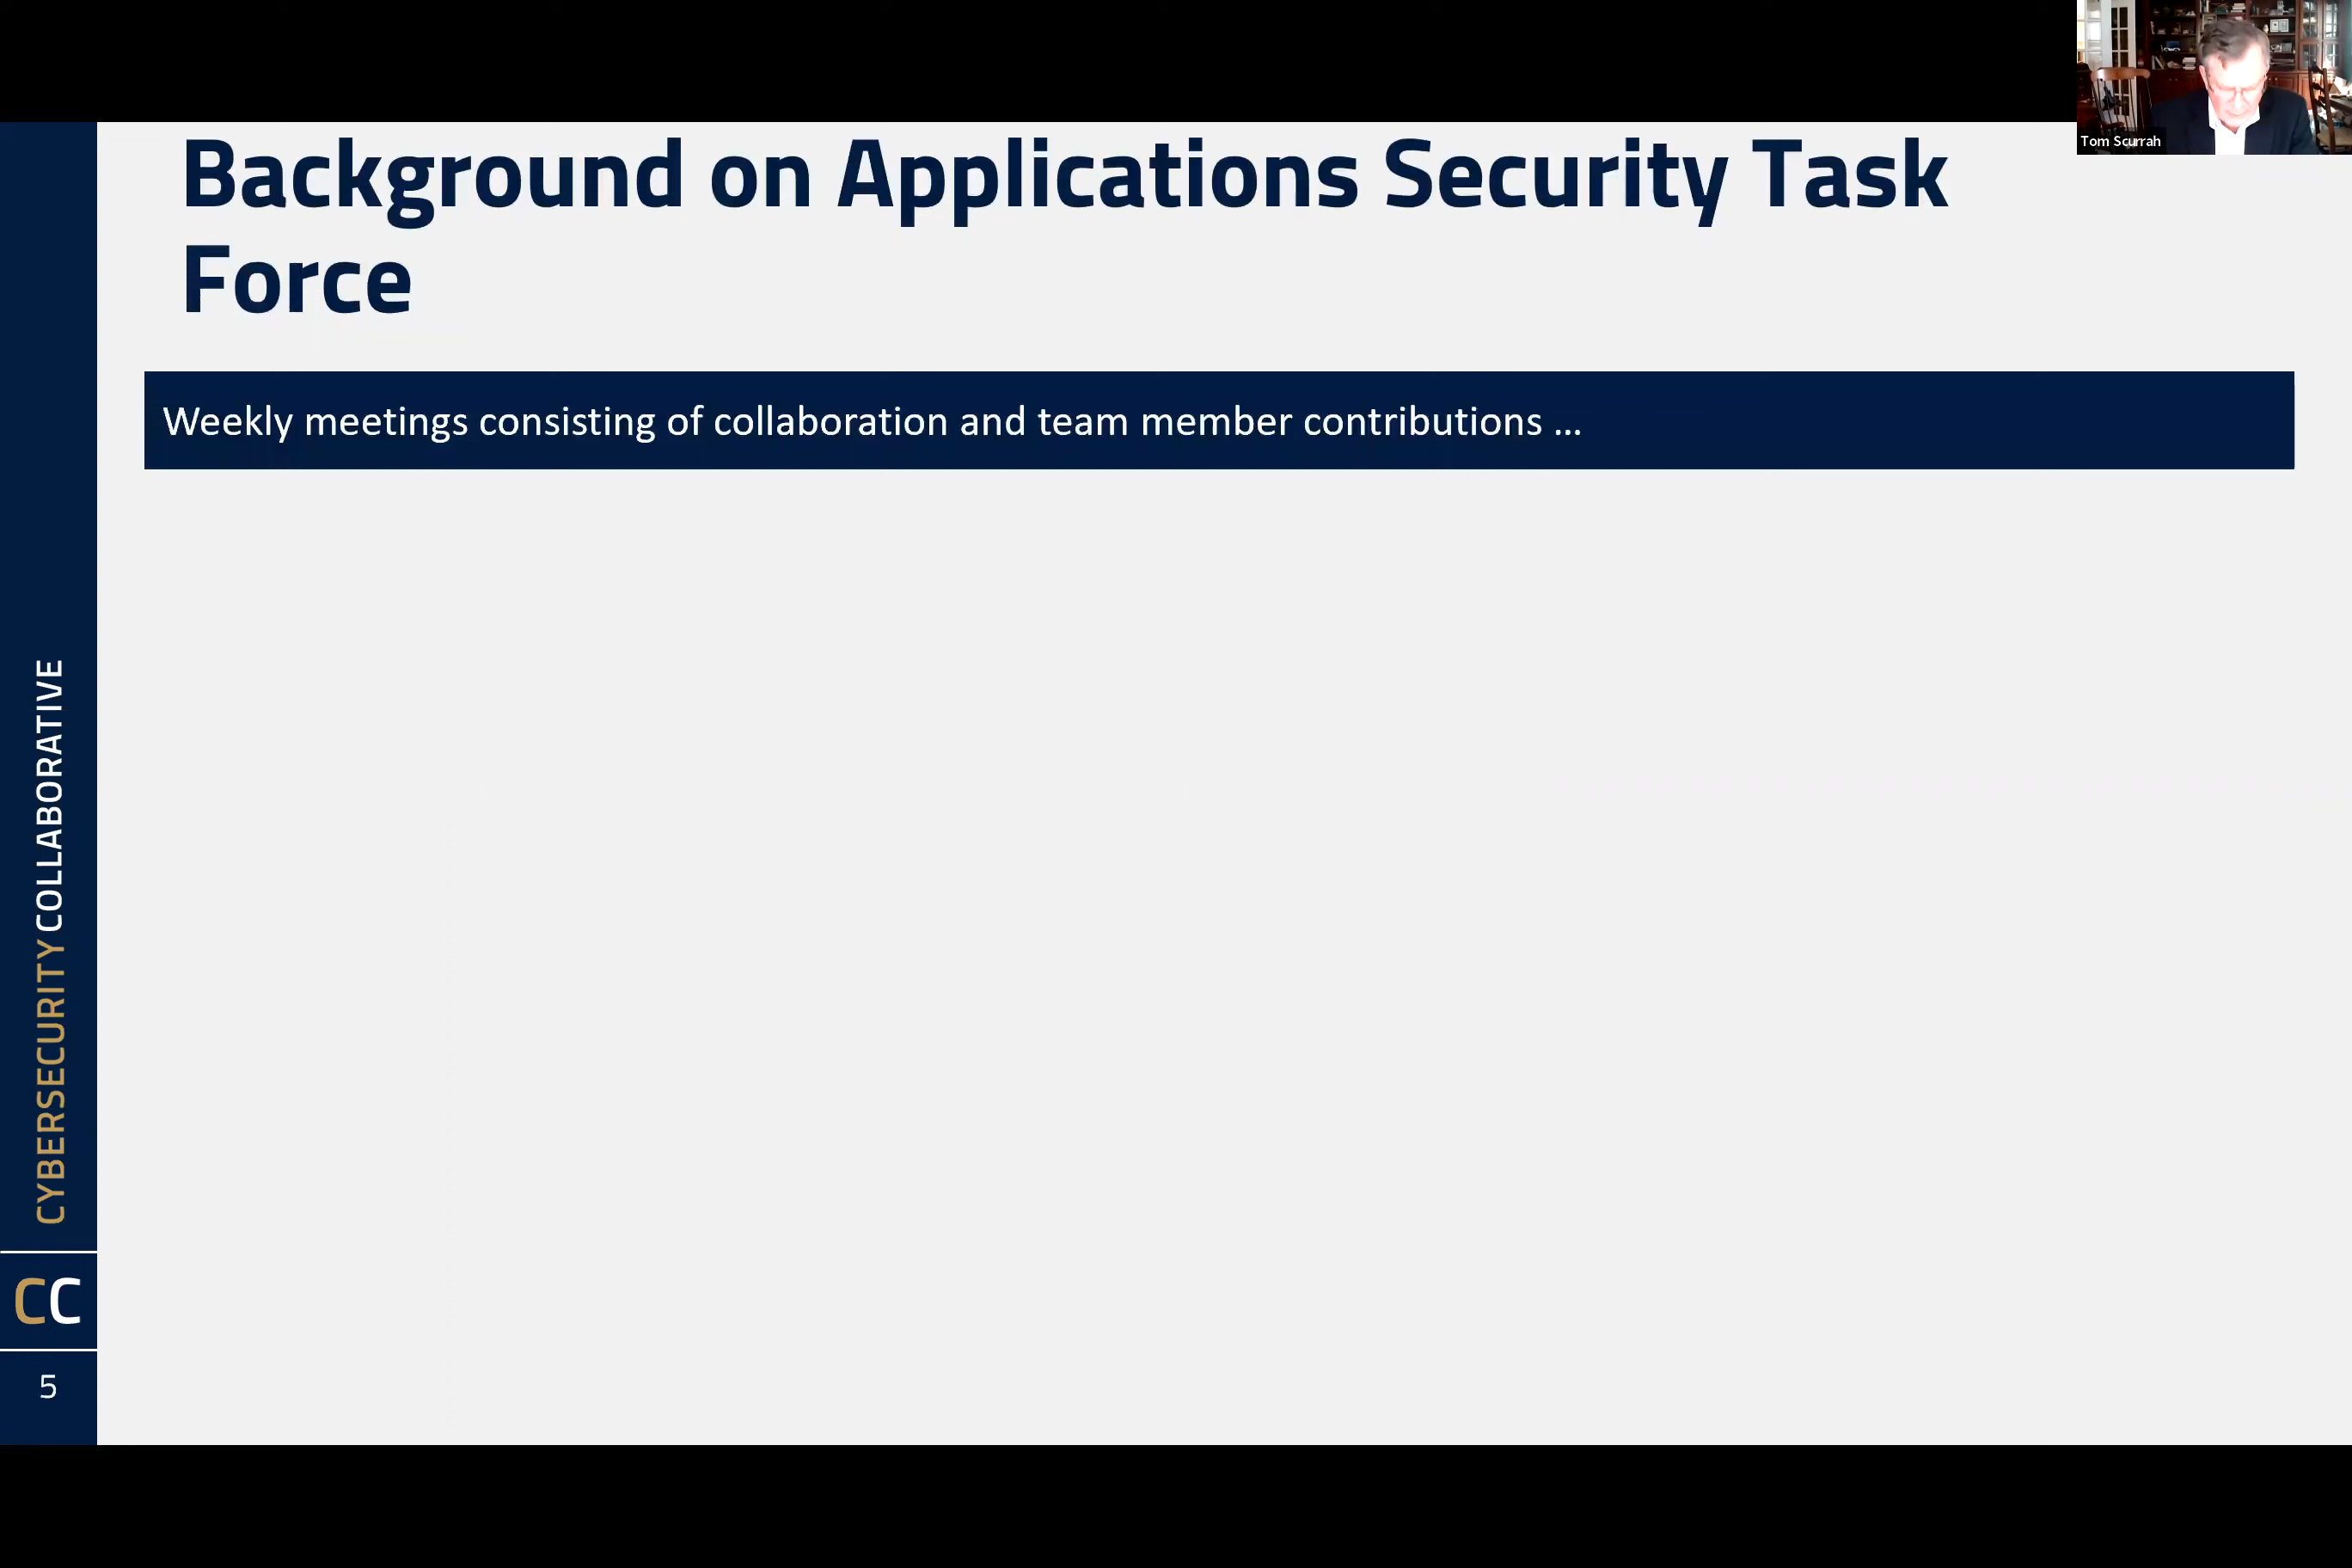 Tom Scurrah
Background on Applications Security Task
Force
Weekly meetings consisting of collaboration and team member contributions ...
CYBERSECURITY COLLABORATIVE
CC
5